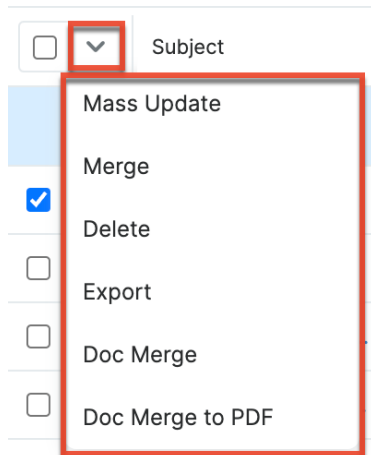 Subject
Mass Update
Merge
Delete
Export
Doc Merge
Doc Merge to PDF